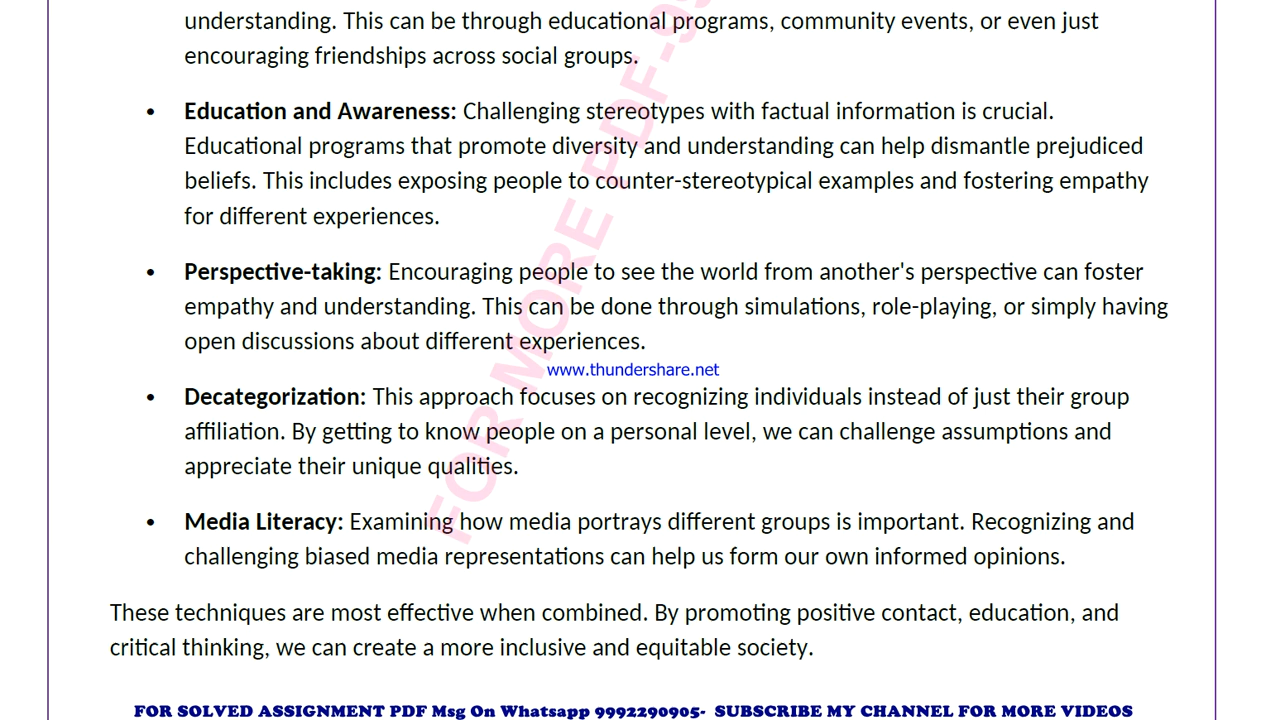 understanding. This can be through educational programs, community events, or even just
encouraging friendships across social groups.
• Education and Awareness: Challenging stereotypes with factual information is crucial.
Educational programs that promote diversity and understanding can help dismantle prejudiced
beliefs. This includes exposing people to counter-stereotypical examples and fostering empathy
for different experiences.
• Perspective-taking: Encouraging people to see the world from another's perspective can foster
empathy and understanding. This can be done through simulations, role-playing, or simply having
open discussions about different experiences.
www.thundershare.net
• Decategorization: This approach focuses on recognizing individuals instead of just their group
affiliation. By getting to know people on a personal level, we can challenge assumptions and
appreciate their unique qualities.
• Media Literacy: Examining how media portrays different groups is important. Recognizing and
challenging biased media representations can help us form our own informed opinions.
These techniques are most effective when combined. By promoting positive contact, education, and
critical thinking, we can create a more inclusive and equitable society.
FOR SOLVED ASSIGNMENT PDF Msg On Whatsapp 9992290905- SUBSCRIBE MY CHANNEL FOR MORE VIDEOS
FOR MORE PDF-